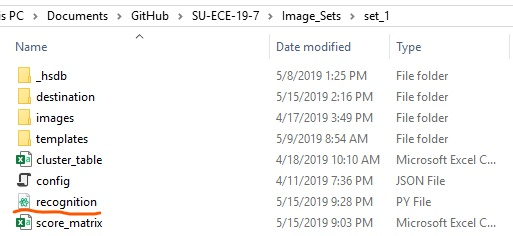 is PC > Documents > GitHub > SU-ECE-19-7 > Image_Sets > set_1
Name Date modified Type
_hsdb 5/8/2019 1:25 PM File folder
destination 5/15/2019 2:16 PM File folder
images 4/17/2019 3:49 PM File folder
templates 5/9/2019 8:54 AM File folder
cluster_table 4/18/2019 10:10 AM Microsoft Excel C...
config 4/11/2019 7:36 PM JSON File
recognition 5/15/2019 9:28 PM PY File
score_matrix 5/15/2019 9:03 PM Microsoft Excel C...